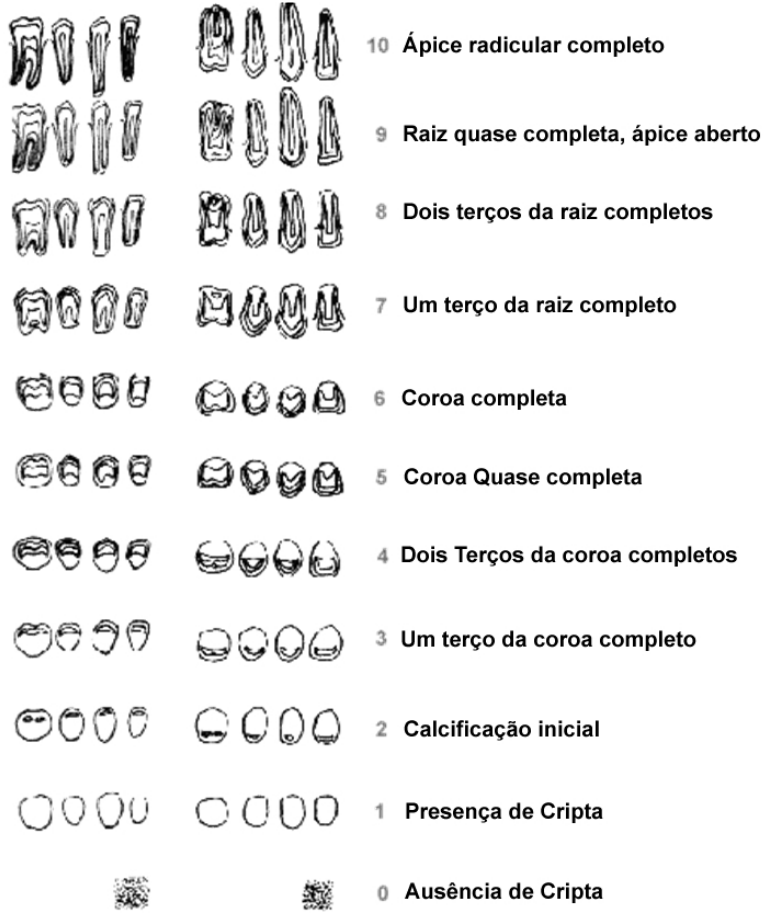 10 Ápice radicular completo
9 Raiz quase completa, ápice aberto
8 Dois terços da raiz completos
7 Um terço da raiz completo
6 Coroa completa
5 Coroa Quase completa
4 Dois Terços da coroa completos
3 Um terço da coroa completo
2 Calcificação inicial
1 Presença de Cripta
0 Ausência de Cripta